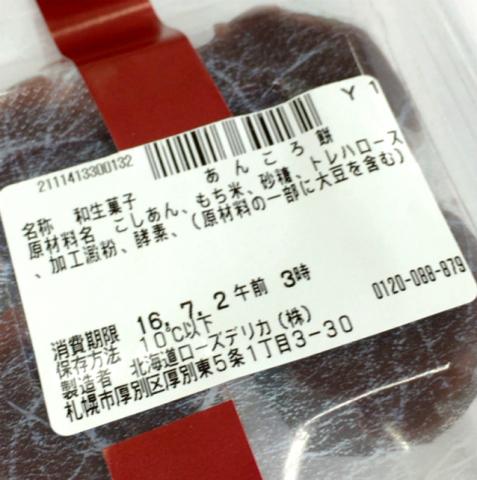 Y 1
2111413300132
あんころ餅
名称 和生菓子
原材料名 こしあん、もち米、砂糖、トレハロース
、加工澱粉、酵素、(原材料の一部に大豆を含む)
消費期限 16. 7. 2 午前 3時
保存方法 10℃以下
0120-088-879
製造者 北海道ローズデリカ(株)
札幌市厚別区厚別東5条1丁目3-30